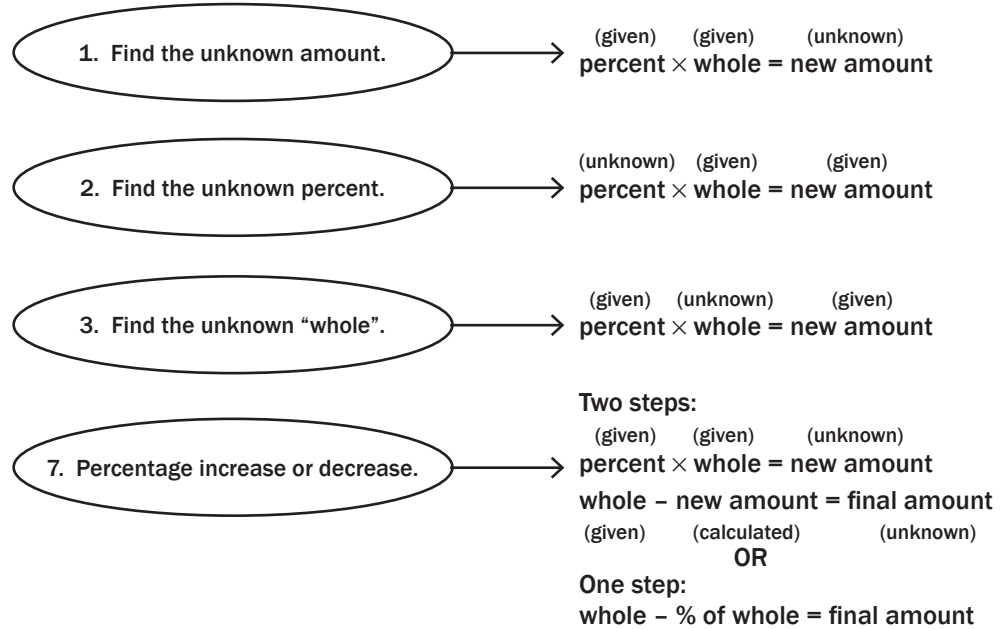 1. Find the unknown amount.
(given) (given) (unknown)
percent × whole = new amount
2. Find the unknown percent.
(unknown) (given) (given)
percent × whole = new amount
3. Find the unknown “whole”.
(given) (unknown) (given)
percent × whole = new amount
7. Percentage increase or decrease.
Two steps:
(given) (given) (unknown)
percent × whole = new amount
whole – new amount = final amount
(given) (calculated) (unknown)
OR
One step:
whole – % of whole = final amount